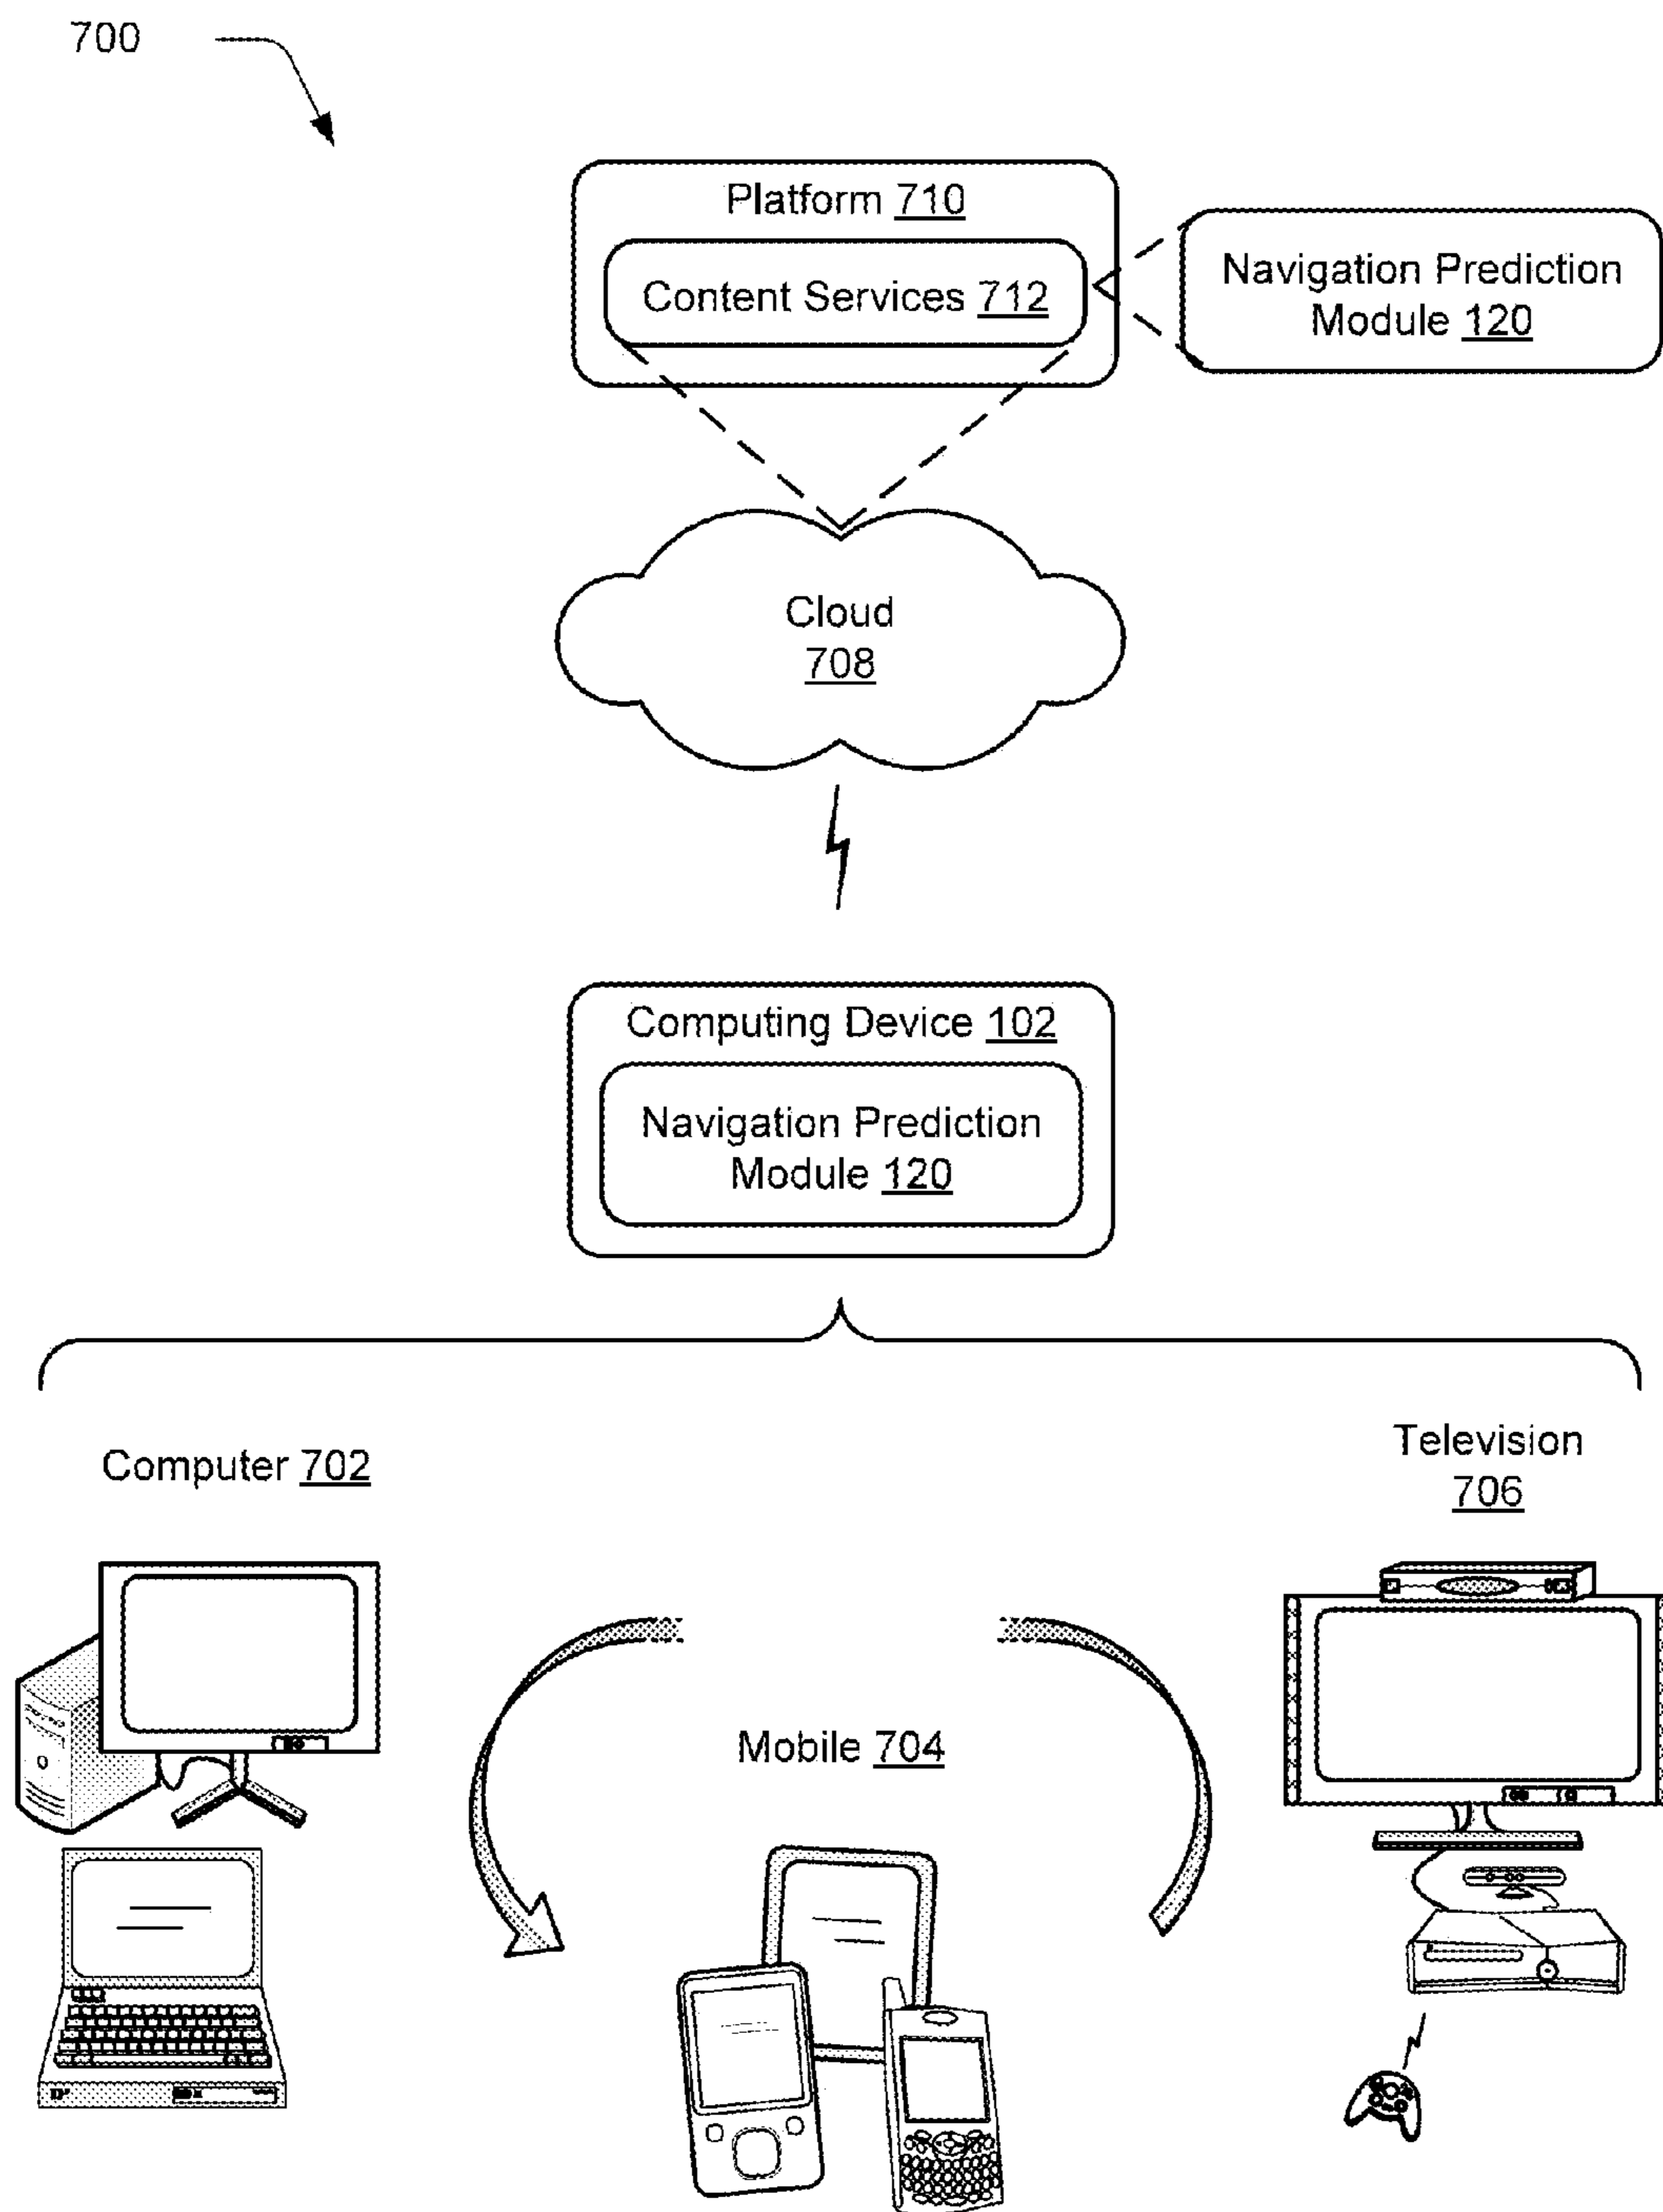 700
Platform 710
Content Services 712
Navigation Prediction
Module 120
Cloud
708
Computing Device 102
Navigation Prediction
Module 120
Computer 702
Television
706
Mobile 704